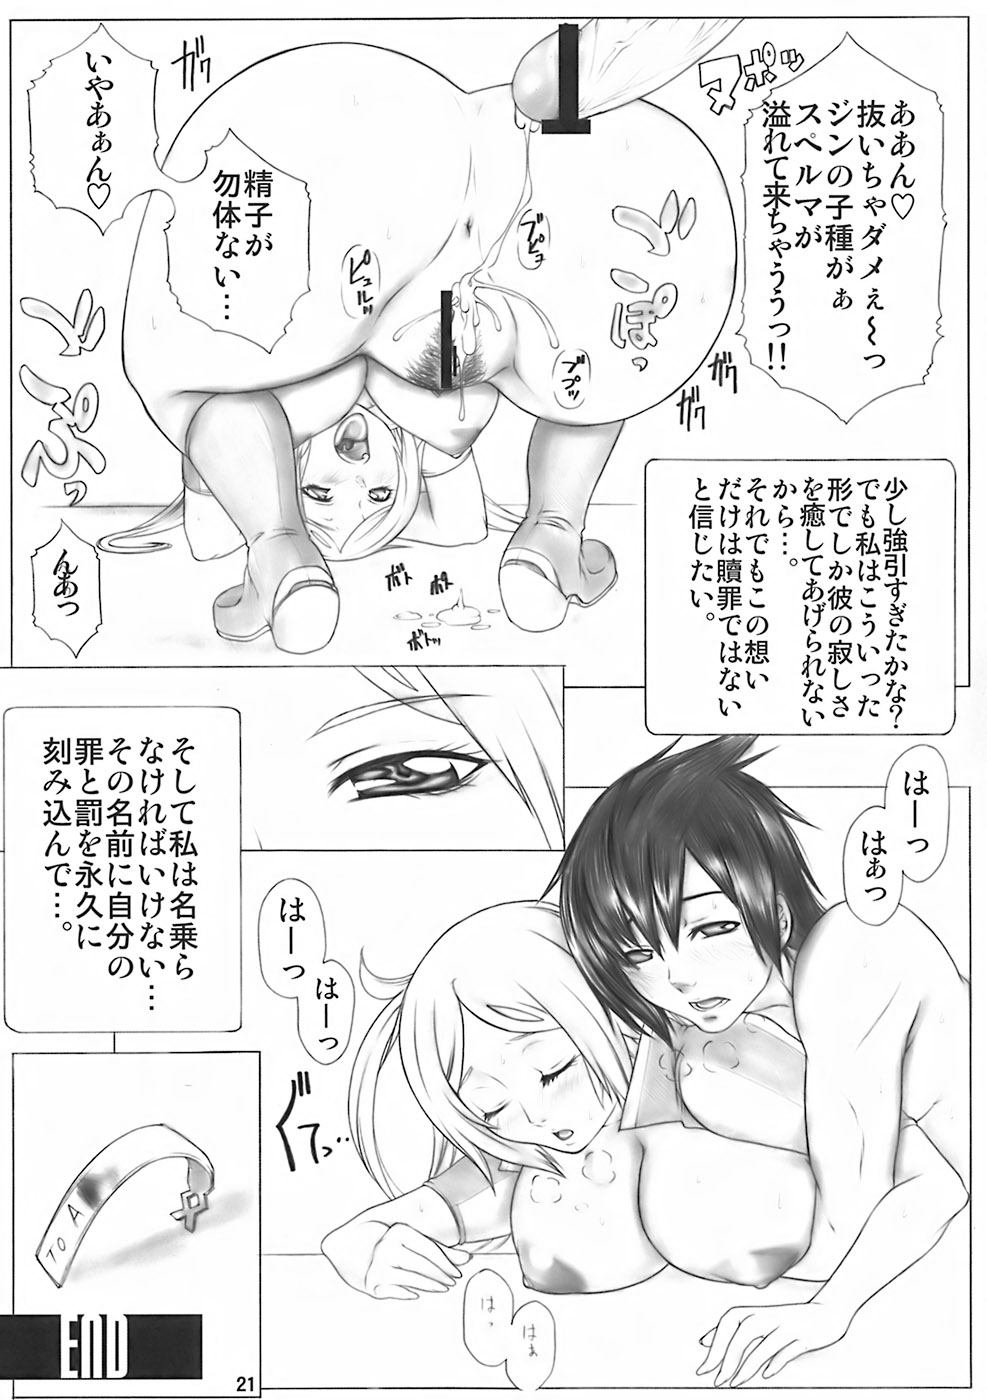 ああん♡
抜いちゃダメぇ～っ
ジンの子種がぁ
スペルマが
溢れて来ちゃううっ!!
マポッ
ガク
いやあぁん♡
精子が
勿体ない…
ピュルッ
ブピュ
ブプッ
ぶぴっ
ぶぽっ
ガク
ガク
んあっ
ボト
ボト
ボトッ
少し強引すぎたかな?
でも私はこういった
形でしか彼の寂しさ
を癒してあげられない
から…。
それでもこの想い
だけは贖罪ではない
と信じたい。
そして私は名乗ら
なければいけない…
その名前に自分の
罪と罰を永久に
刻み込んで…。
はーっ
はぁっ
はーっ
はーっ
ぐてっ…
はっ
はぁ
TO A
END
21